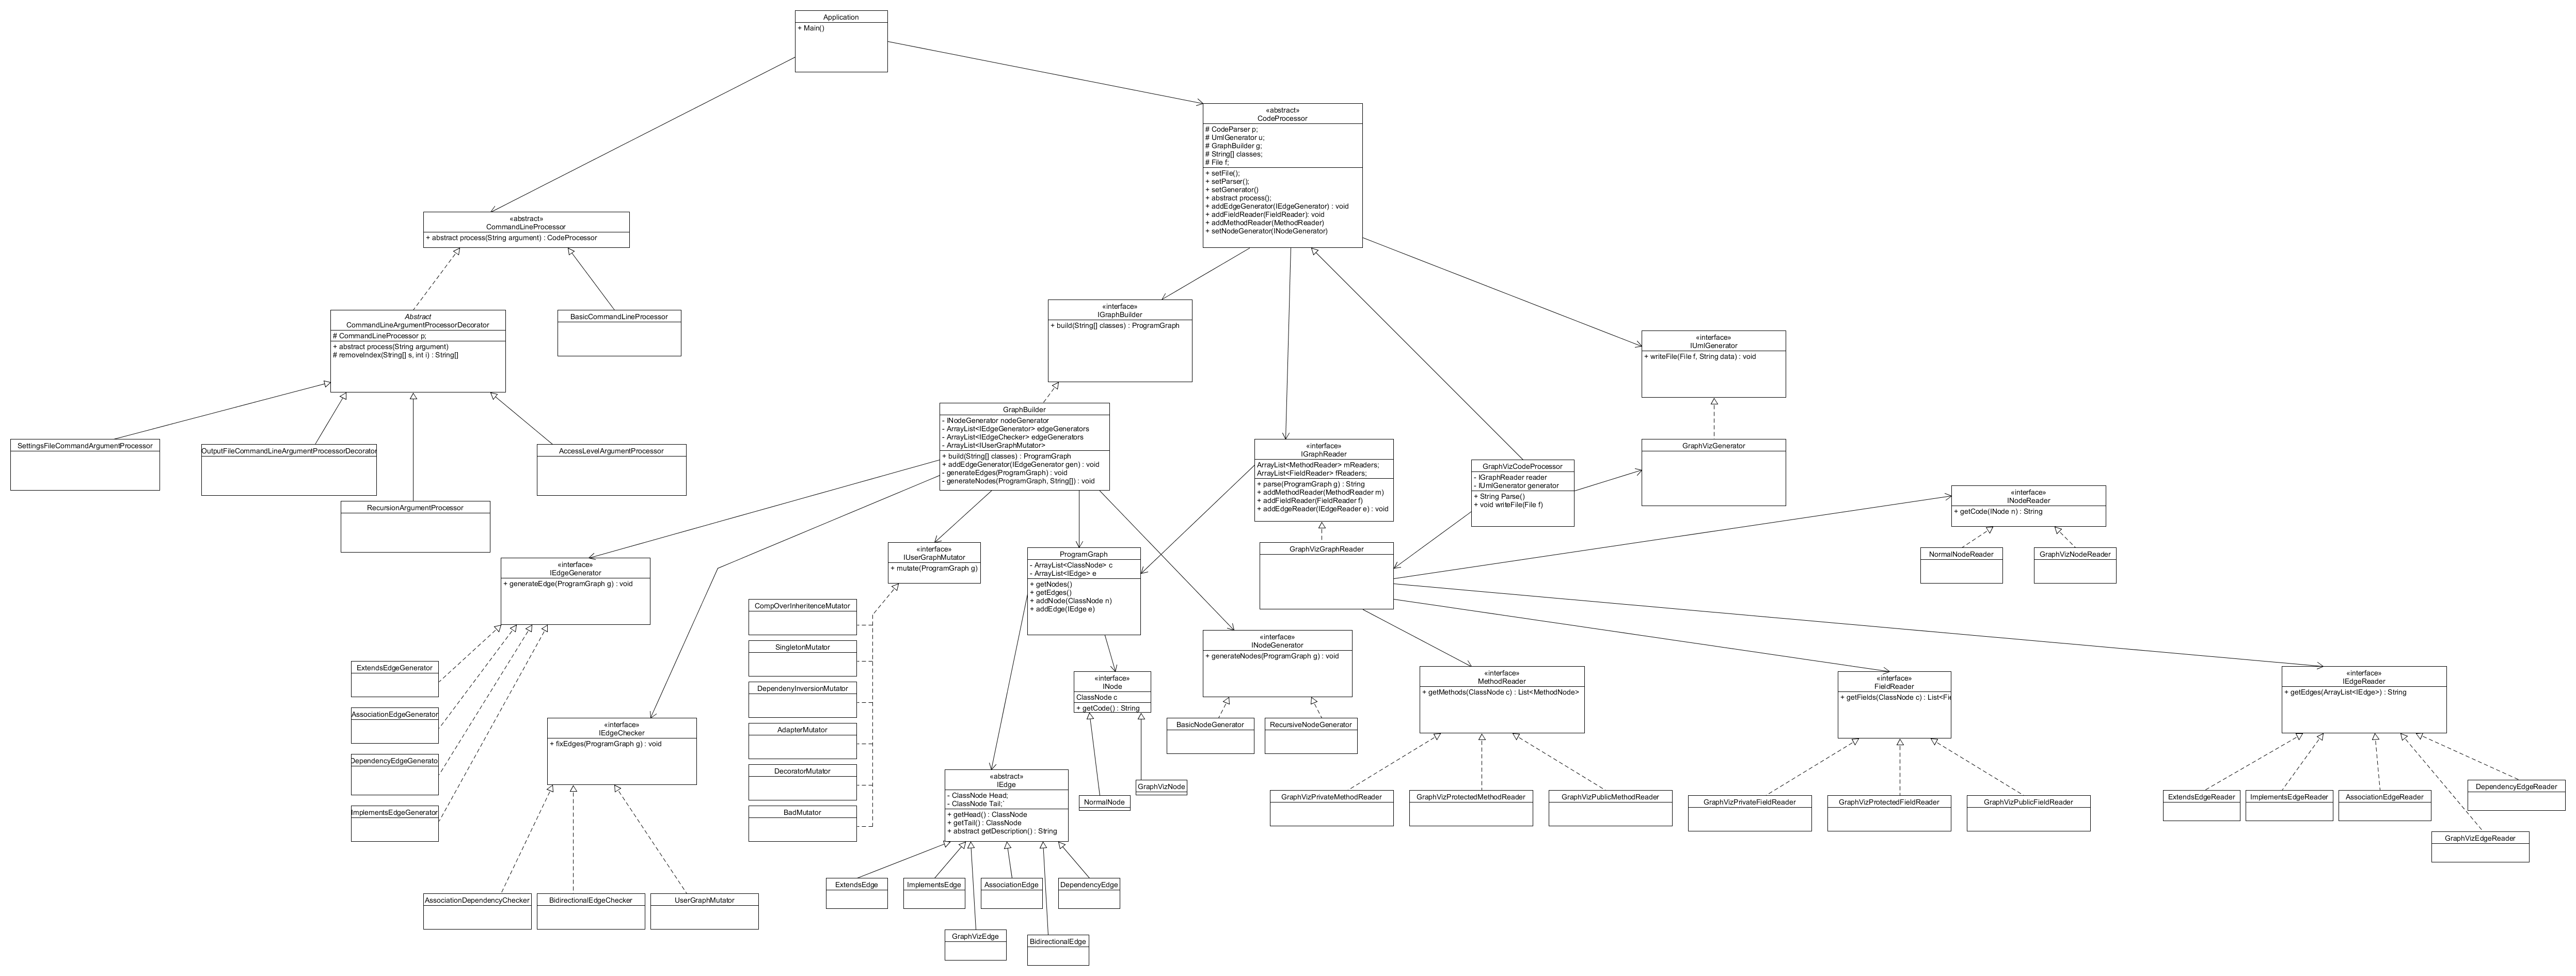 Application
+ Main()
«abstract»
CodeProcessor
# CodeParser p;
# UmlGenerator u;
# GraphBuilder g;
# String[] classes;
# File f;
+ setFile();
+ setParser();
+ setGenerator()
+ abstract process();
+ addEdgeGenerator(IEdgeGenerator) : void
+ addFieldReader(FieldReader): void
+ addMethodReader(MethodReader)
+ setNodeGenerator(INodeGenerator)
«abstract»
CommandLineProcessor
+ abstract process(String argument) : CodeProcessor
Abstract
CommandLineArgumentProcessorDecorator
# CommandLineProcessor p;
+ abstract process(String argument)
# removeIndex(String[] s, int i) : String[]
BasicCommandLineProcessor
«interface»
IGraphBuilder
+ build(String[] classes) : ProgramGraph
«interface»
IUmlGenerator
+ writeFile(File f, String data) : void
SettingsFileCommandArgumentProcessor
OutputFileCommandLineArgumentProcessorDecorator
AccessLevelArgumentProcessor
RecursionArgumentProcessor
GraphBuilder
- INodeGenerator nodeGenerator
- ArrayList<IEdgeGenerator> edgeGenerators
- ArrayList<IEdgeChecker> edgeGenerators
- ArrayList<IUserGraphMutator>
+ build(String[] classes) : ProgramGraph
+ addEdgeGenerator(IEdgeGenerator gen) : void
- generateEdges(ProgramGraph) : void
- generateNodes(ProgramGraph, String[]) : void
«interface»
IGraphReader
ArrayList<MethodReader> mReaders;
ArrayList<FieldReader> fReaders;
+ parse(ProgramGraph g) : String
+ addMethodReader(MethodReader m)
+ addFieldReader(FieldReader f)
+ addEdgeReader(IEdgeReader e) : void
GraphVizCodeProcessor
- IGraphReader reader
- IUmlGenerator generator
+ String Parse()
+ void writeFile(File f)
GraphVizGenerator
«interface»
INodeReader
+ getCode(INode n) : String
NormalNodeReader
GraphVizNodeReader
«interface»
IEdgeGenerator
+ generateEdge(ProgramGraph g) : void
«interface»
IUserGraphMutator
+ mutate(ProgramGraph g)
ProgramGraph
- ArrayList<ClassNode> c
- ArrayList<IEdge> e
+ getNodes()
+ getEdges()
+ addNode(ClassNode n)
+ addEdge(IEdge e)
GraphVizGraphReader
CompOverInheritenceMutator
SingletonMutator
DependenyInversionMutator
AdapterMutator
DecoratorMutator
BadMutator
«interface»
INodeGenerator
+ generateNodes(ProgramGraph g) : void
BasicNodeGenerator
RecursiveNodeGenerator
ExtendsEdgeGenerator
AssociationEdgeGenerator
DependencyEdgeGenerato
ImplementsEdgeGenerator
«interface»
INode
ClassNode c
+ getCode() : String
NormalNode
GraphVizNode
«interface»
MethodReader
+ getMethods(ClassNode c) : List<MethodNode>
«interface»
FieldReader
+ getFields(ClassNode c) : List<Fi
«interface»
IEdgeReader
+ getEdges(ArrayList<IEdge>) : String
«interface»
IEdgeChecker
+ fixEdges(ProgramGraph g) : void
AssociationDependencyChecker
BidirectionalEdgeChecker
UserGraphMutator
«abstract»
IEdge
- ClassNode Head;
- ClassNode Tail;`
+ getHead() : ClassNode
+ getTail() : ClassNode
+ abstract getDescription() : String
ExtendsEdge
ImplementsEdge
AssociationEdge
DependencyEdge
GraphVizEdge
BidirectionalEdge
GraphVizPrivateMethodReader
GraphVizProtectedMethodReader
GraphVizPublicMethodReader
GraphVizPrivateFieldReader
GraphVizProtectedFieldReader
GraphVizPublicFieldReader
ExtendsEdgeReader
ImplementsEdgeReader
AssociationEdgeReader
DependencyEdgeReader
GraphVizEdgeReader